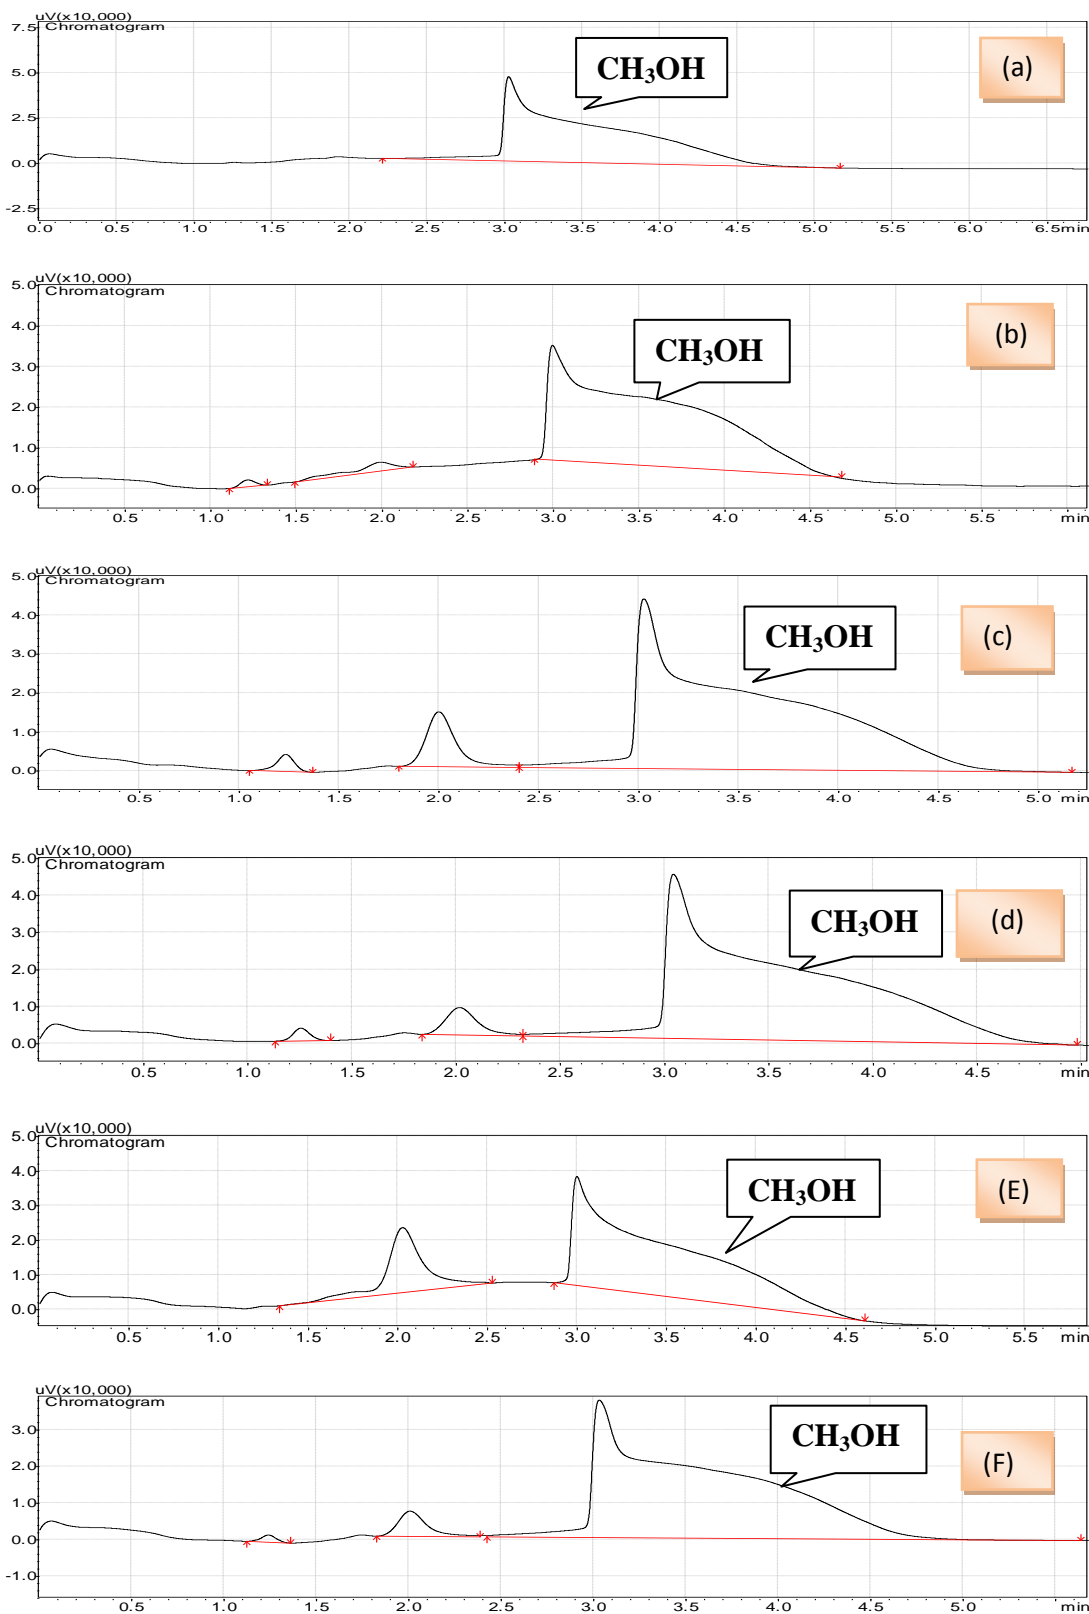 uV(x10,000)
Chromatogram
7.5
5.0
2.5
0.0
-2.5
CH₃OH
(a)
0.0 0.5 1.0 1.5 2.0 2.5 3.0 3.5 4.0 4.5 5.0 5.5 6.0 6.5 min
uV(x10,000)
Chromatogram
5.0
4.0
3.0
2.0
1.0
0.0
CH₃OH
(b)
0.5 1.0 1.5 2.0 2.5 3.0 3.5 4.0 4.5 5.0 5.5 min
uV(x10,000)
Chromatogram
5.0
4.0
3.0
2.0
1.0
0.0
CH₃OH
(c)
0.5 1.0 1.5 2.0 2.5 3.0 3.5 4.0 4.5 5.0 min
uV(x10,000)
Chromatogram
5.0
4.0
3.0
2.0
1.0
0.0
CH₃OH
(d)
0.5 1.0 1.5 2.0 2.5 3.0 3.5 4.0 4.5 min
uV(x10,000)
Chromatogram
5.0
4.0
3.0
2.0
1.0
0.0
CH₃OH
(E)
0.5 1.0 1.5 2.0 2.5 3.0 3.5 4.0 4.5 5.0 5.5 min
uV(x10,000)
Chromatogram
3.0
2.0
1.0
0.0
-1.0
CH₃OH
(F)
0.5 1.0 1.5 2.0 2.5 3.0 3.5 4.0 4.5 5.0 min